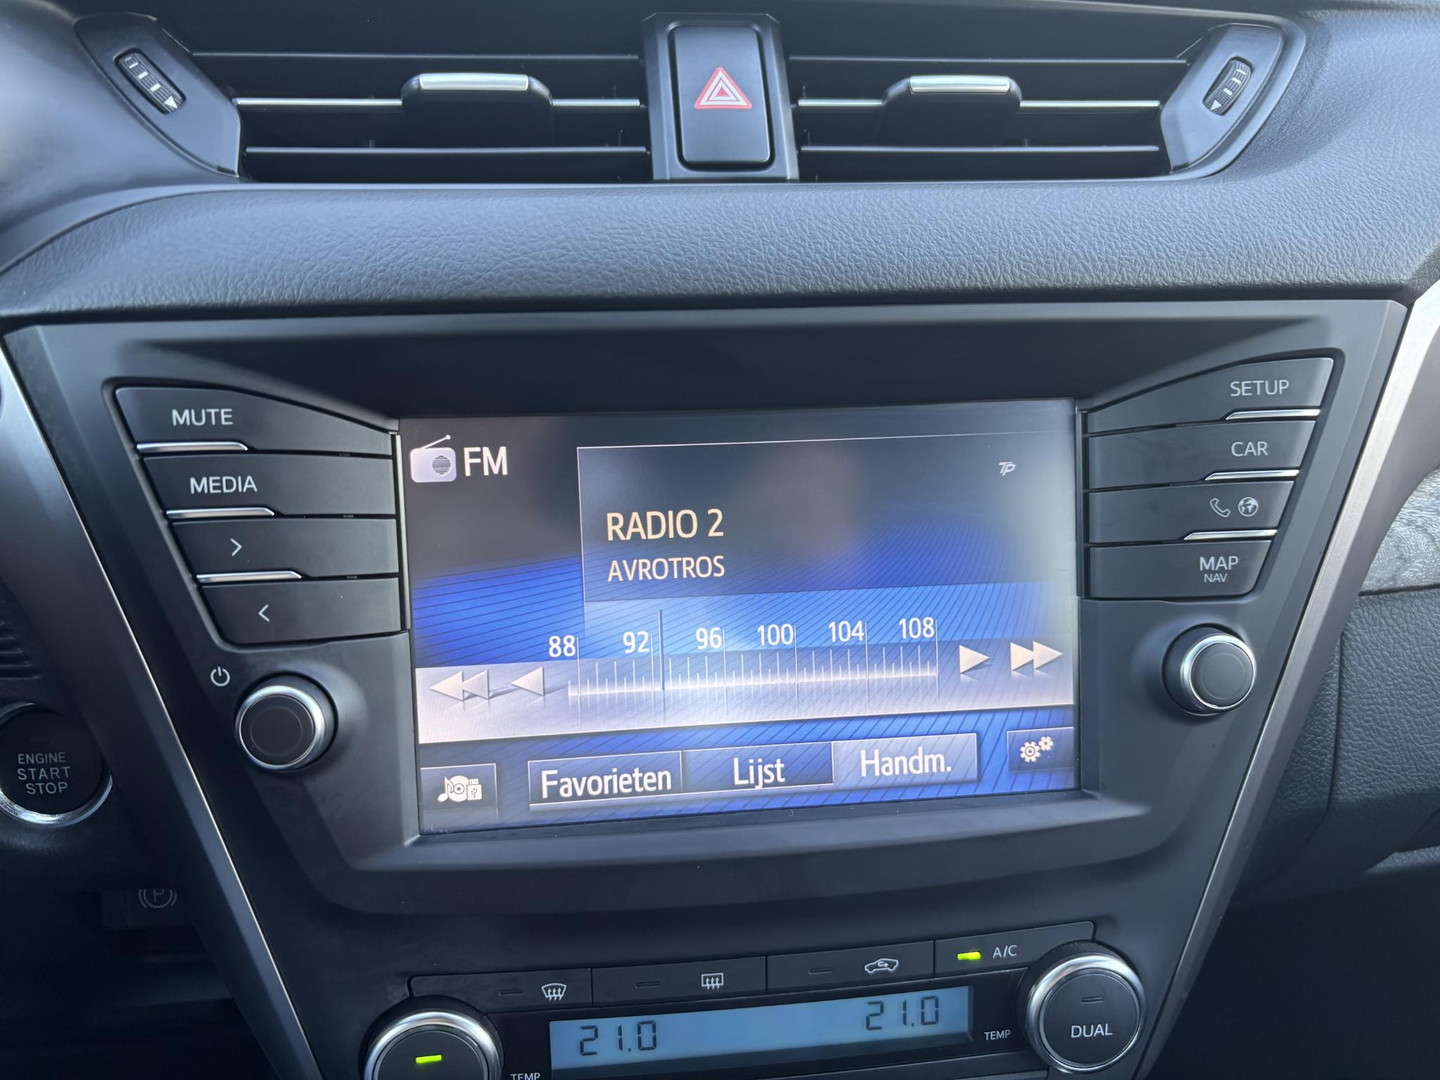 MUTE
MEDIA
>
<
ENGINE
START
STOP
FM
TP
RADIO 2
AVROTROS
88 92 96 100 104 108
Favorieten
Lijst
Handm.
SETUP
CAR
MAP
NAV
A/C
21.0
21.0
TEMP
TEMP
DUAL
P